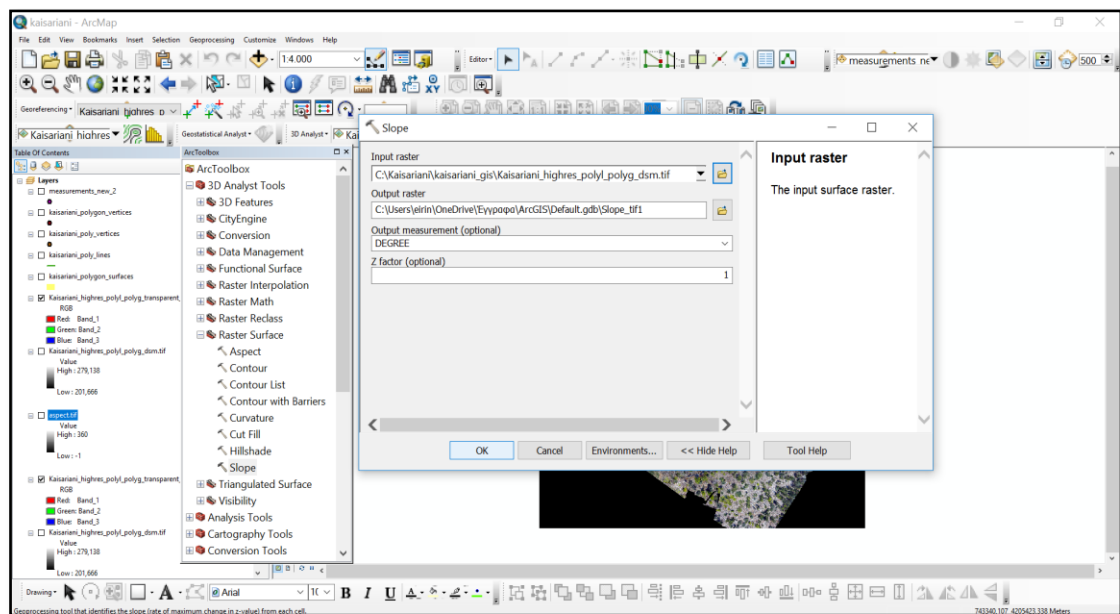 kaisariani - ArcMap
File Edit View Bookmarks Insert Selection Geoprocessing Customize Windows Help
1:4.000 Editor measurements ne 500
Georeferencing Kaisariani highres p
Kaisariani highres Geostatistical Analyst 3D Analyst Kai
Table Of Contents
Layers
measurements_new_2
kaisariani_polygon_vertices
kaisariani_poly_vertices
kaisariani_poly_lines
kaisariani_polygon_surfaces
Kaisariani_highres_polyl_polyg_transparent_
RGB
Red: Band_1
Green: Band_2
Blue: Band_3
Kaisariani_highres_polyl_polyg_dsm.tif
Value
High : 279,138
Low : 201,666
aspect.tif
Value
High : 360
Low : -1
Kaisariani_highres_polyl_polyg_transparent_
RGB
Red: Band_1
Green: Band_2
Blue: Band_3
Kaisariani_highres_polyl_polyg_dsm.tif
Value
High : 279,138
Low : 201,666
ArcToolbox
ArcToolbox
3D Analyst Tools
3D Features
CityEngine
Conversion
Data Management
Functional Surface
Raster Interpolation
Raster Math
Raster Reclass
Raster Surface
Aspect
Contour
Contour List
Contour with Barriers
Curvature
Cut Fill
Hillshade
Slope
Triangulated Surface
Visibility
Analysis Tools
Cartography Tools
Conversion Tools
Slope
Input raster
C:\Kaisariani\kaisariani_gis\Kaisariani_highres_polyl_polyg_dsm.tif
Output raster
C:\Users\eirin\OneDrive\Έγγραφα\ArcGIS\Default.gdb\Slope_tif1
Output measurement (optional)
DEGREE
Z factor (optional)
1
OK Cancel Environments... << Hide Help Tool Help
Input raster
The input surface raster.
Drawing Arial B I U A
Geoprocessing tool that identifies the slope (rate of maximum change in z-value) from each cell.
743340.107 4205423.338 Meters